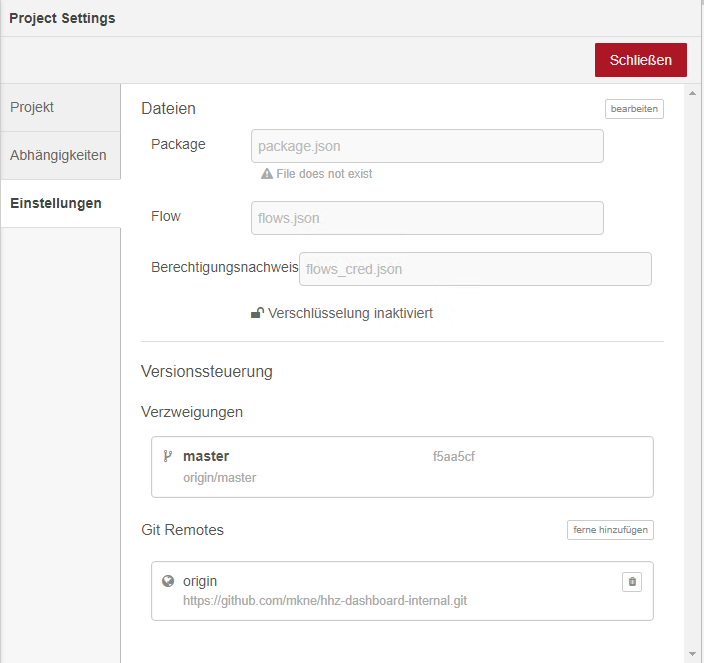 Project Settings
Schließen
Projekt
Abhängigkeiten
Einstellungen
Dateien
bearbeiten
Package
package.json
File does not exist
Flow
flows.json
Berechtigungsnachweis
flows_cred.json
Verschlüsselung inaktiviert
Versionssteuerung
Verzweigungen
master
f5aa5cf
origin/master
Git Remotes
ferne hinzufügen
origin
https://github.com/mkne/hhz-dashboard-internal.git